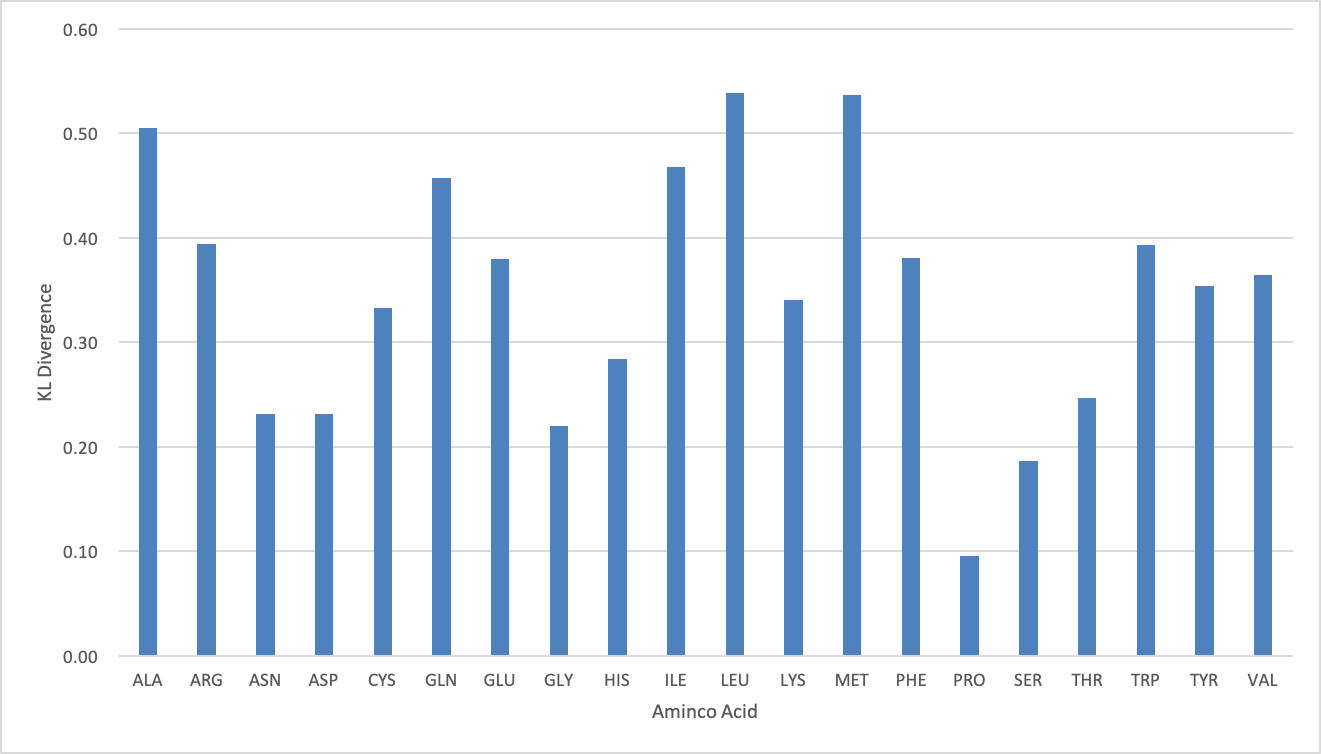 0.60
0.50
0.40
0.30
0.20
0.10
0.00
KL Divergence
ALA ARG ASN ASP CYS GLN GLU GLY HIS ILE LEU LYS MET PHE PRO SER THR TRP TYR VAL
Aminco Acid